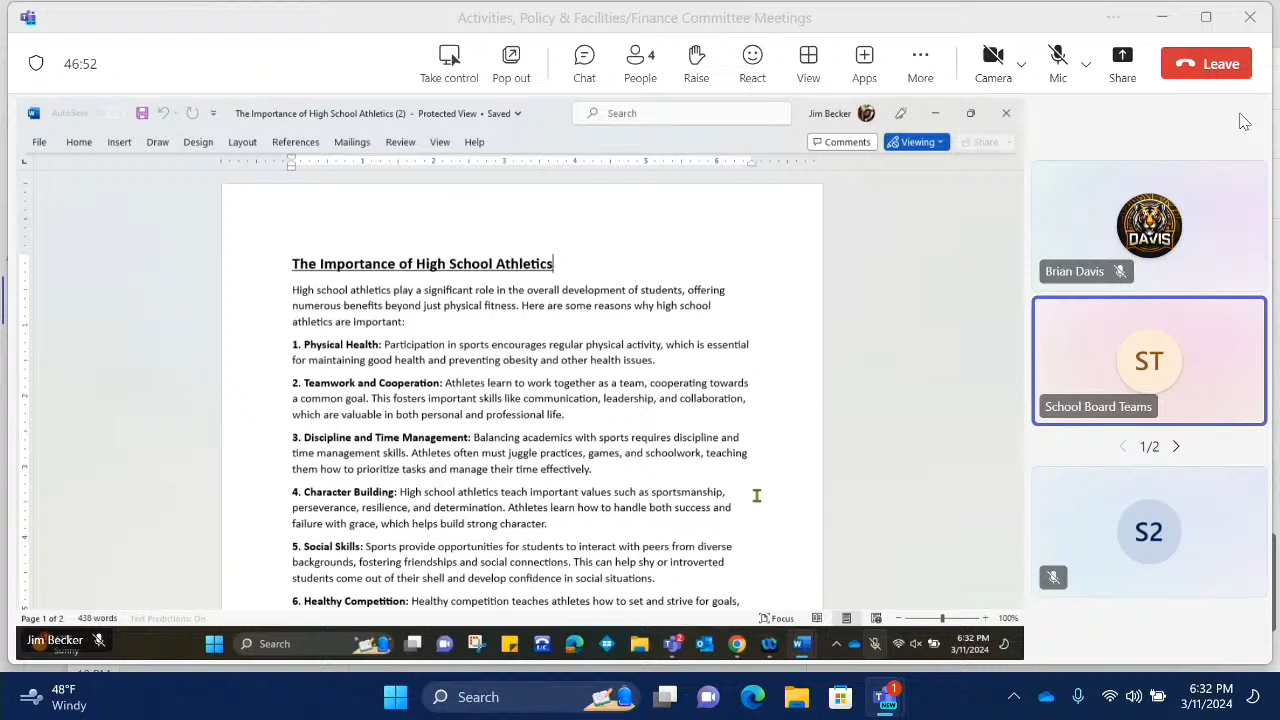 Activities, Policy & Facilities/Finance Committee Meetings
46:52
Take control
Pop out
Chat
4
People
Raise
React
View
Apps
More
Camera
Mic
Share
Leave
AutoSave
The Importance of High School Athletics (2) - Protected View • Saved
Search
Jim Becker
File Home Insert Draw Design Layout References Mailings Review View Help
Comments
Viewing
Share
1 2 3 4 5 6
The Importance of High School Athletics
High school athletics play a significant role in the overall development of students, offering
numerous benefits beyond just physical fitness. Here are some reasons why high school
athletics are important:
1. Physical Health: Participation in sports encourages regular physical activity, which is essential
for maintaining good health and preventing obesity and other health issues.
2. Teamwork and Cooperation: Athletes learn to work together as a team, cooperating towards
a common goal. This fosters important skills like communication, leadership, and collaboration,
which are valuable in both personal and professional life.
3. Discipline and Time Management: Balancing academics with sports requires discipline and
time management skills. Athletes often must juggle practices, games, and schoolwork, teaching
them how to prioritize tasks and manage their time effectively.
4. Character Building: High school athletics teach important values such as sportsmanship,
perseverance, resilience, and determination. Athletes learn how to handle both success and
failure with grace, which helps build strong character.
5. Social Skills: Sports provide opportunities for students to interact with peers from diverse
backgrounds, fostering friendships and social connections. This can help shy or introverted
students come out of their shell and develop confidence in social situations.
6. Healthy Competition: Healthy competition teaches athletes how to set and strive for goals,
Page 1 of 2 438 words Text Predictions: On
Focus
100%
Jim Becker
Sunny
Search
2
6:32 PM
3/11/2024
DAVIS
Brian Davis
ST
School Board Teams
1/2
S2
48°F
Windy
Search
1
NEW
6:32 PM
3/11/2024